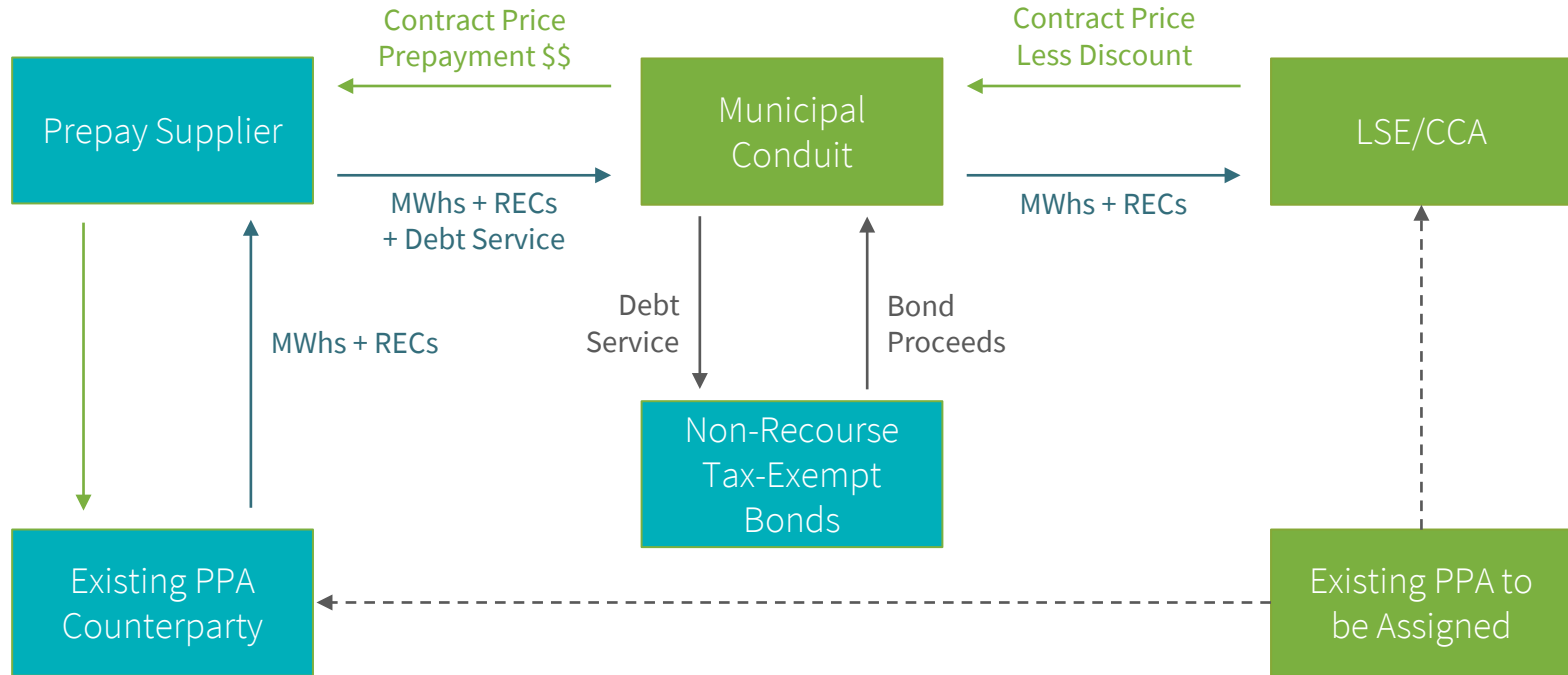 Contract Price
Prepayment $$
Contract Price
Less Discount
Prepay Supplier
Municipal
Conduit
LSE/CCA
MWhs + RECs
+ Debt Service
MWhs + RECs
Debt
Service
Bond
Proceeds
MWhs + RECs
Non-Recourse
Tax-Exempt
Bonds
Existing PPA
Counterparty
Existing PPA to
be Assigned